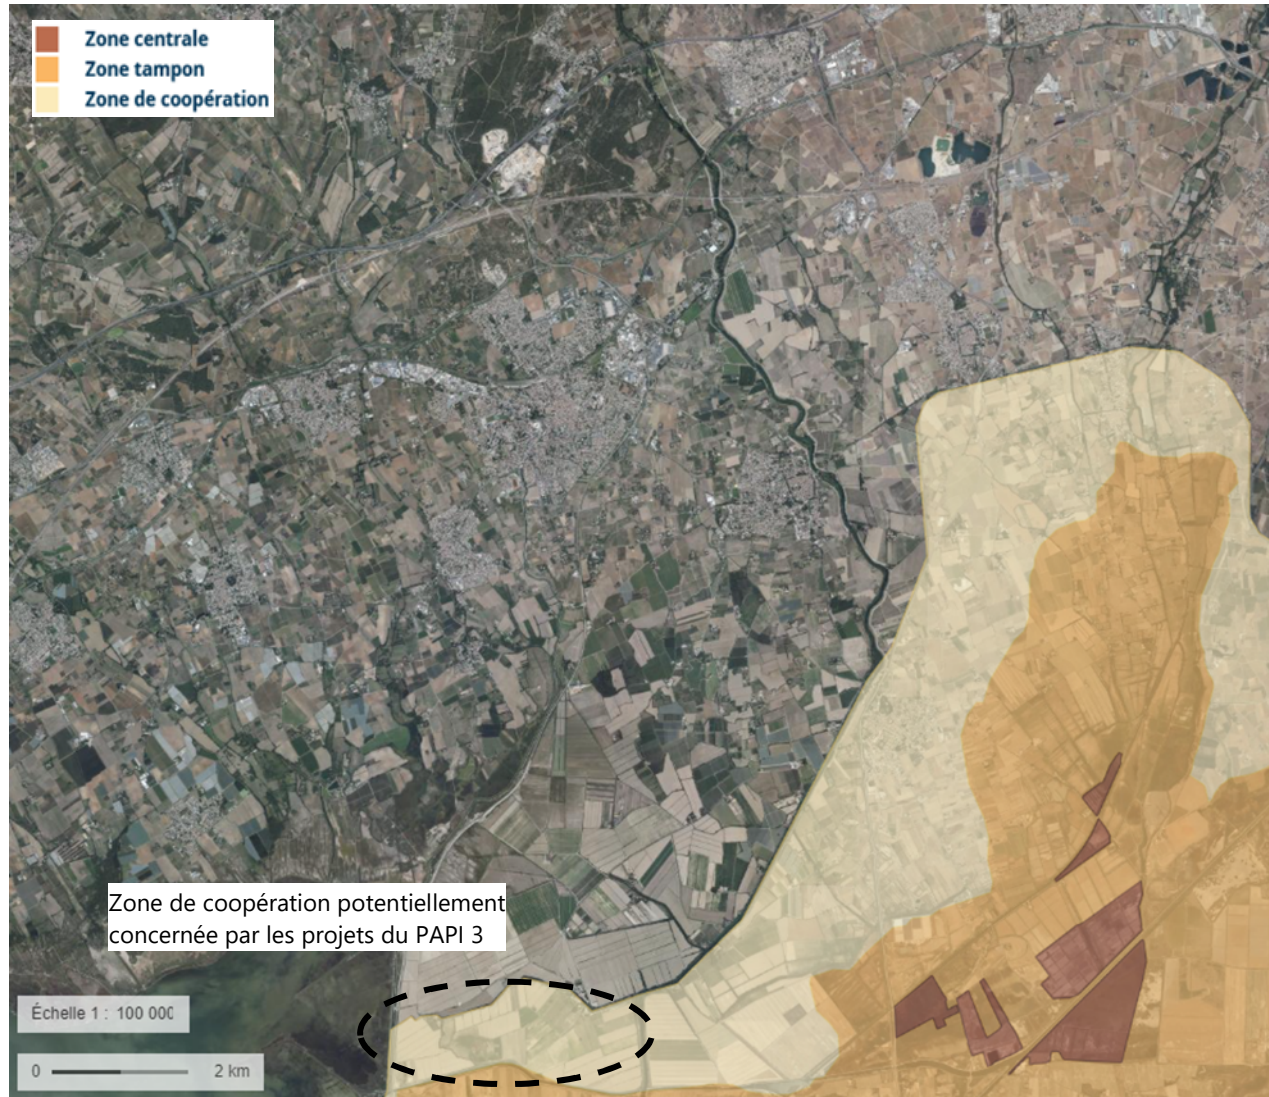 Zone centrale
Zone tampon
Zone de coopération
Zone de coopération potentiellement
concernée par les projets du PAPI 3
Échelle 1 : 100 000
0 2 km